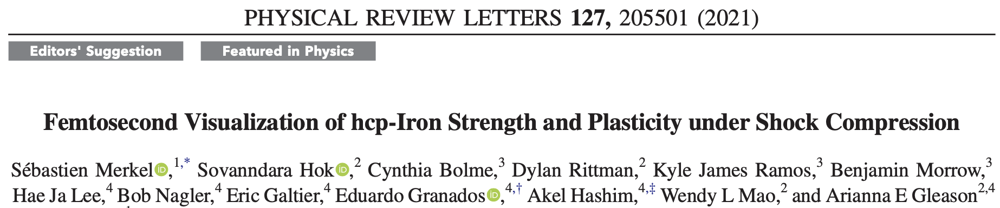 PHYSICAL REVIEW LETTERS 127, 205501 (2021)
Editors' Suggestion Featured in Physics
Femtosecond Visualization of hcp-Iron Strength and Plasticity under Shock Compression
Sébastien Merkel iD,1,* Sovanndara Hok iD,2 Cynthia Bolme,3 Dylan Rittman,2 Kyle James Ramos,3 Benjamin Morrow,3
Hae Ja Lee,4 Bob Nagler,4 Eric Galtier,4 Eduardo Granados iD,4,† Akel Hashim,4,‡ Wendy L Mao,2 and Arianna E Gleason2,4